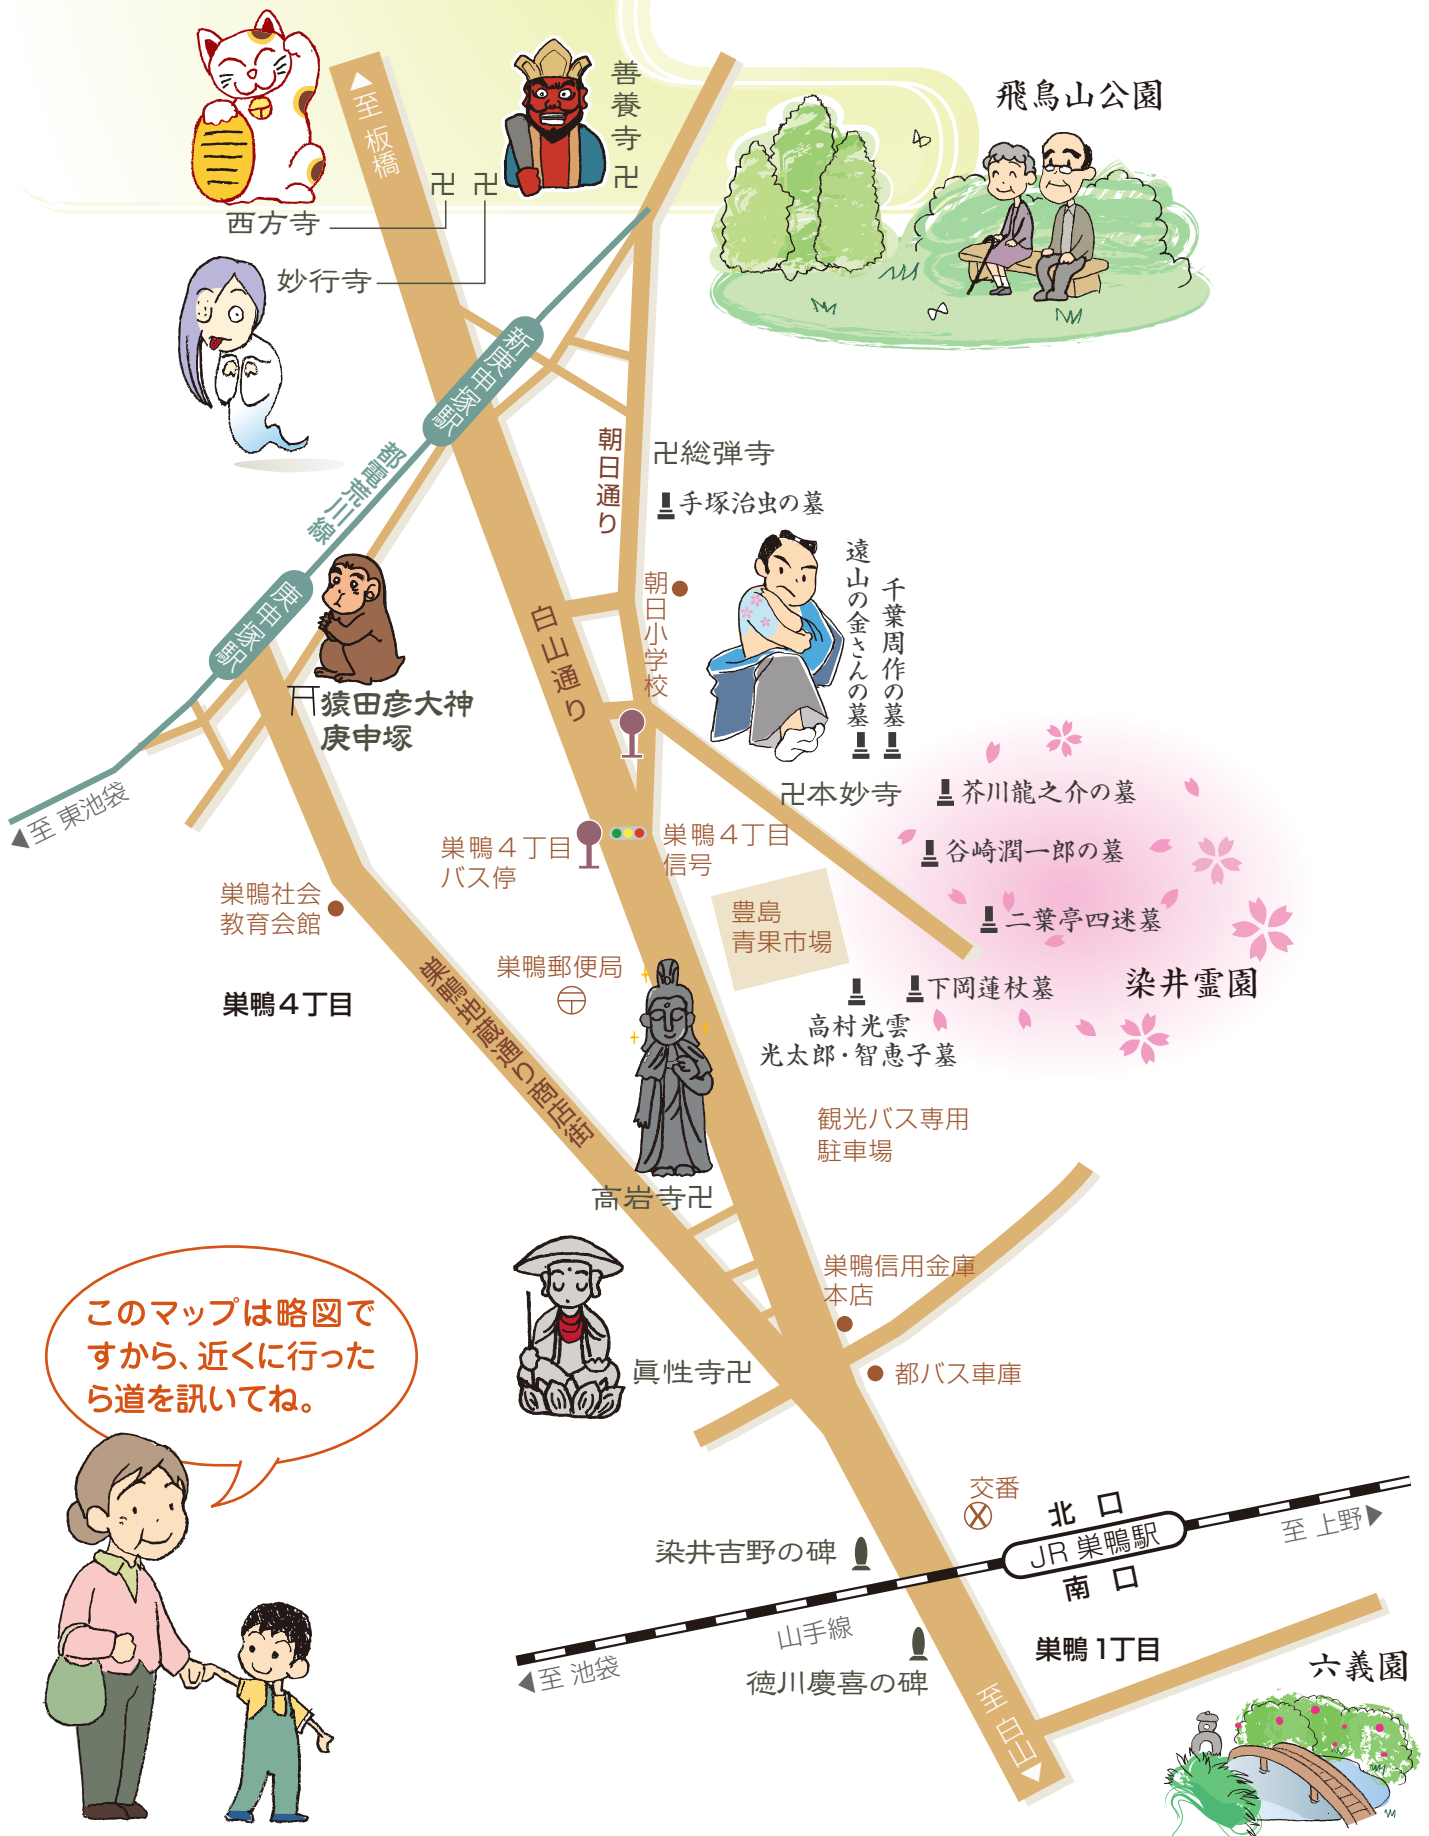 飛鳥山公園
善養寺卍
至 板橋
卍 卍
西方寺
妙行寺
新庚申塚駅
都電荒川線
朝日通り
卍総弾寺
手塚治虫の墓
遠山の金さんの墓
千葉周作の墓
庚申塚駅
朝日小学校
白山通り
猿田彦大神
庚申塚
至 東池袋
卍本妙寺
芥川龍之介の墓
谷崎潤一郎の墓
二葉亭四迷墓
下岡蓮杖墓
染井霊園
高村光雲
光太郎・智恵子墓
巣鴨4丁目
バス停
巣鴨4丁目
信号
豊島
青果市場
巣鴨社会
教育会館
巣鴨郵便局
巣鴨4丁目
巣鴨地蔵通り商店街
観光バス専用
駐車場
高岩寺卍
巣鴨信用金庫
本店
眞性寺卍
都バス車庫
このマップは略図で
すから、近くに行った
ら道を訊いてね。
交番
北口
JR 巣鴨駅
南口
至 上野
染井吉野の碑
山手線
至 池袋
徳川慶喜の碑
巣鴨1丁目
至 白山
六義園